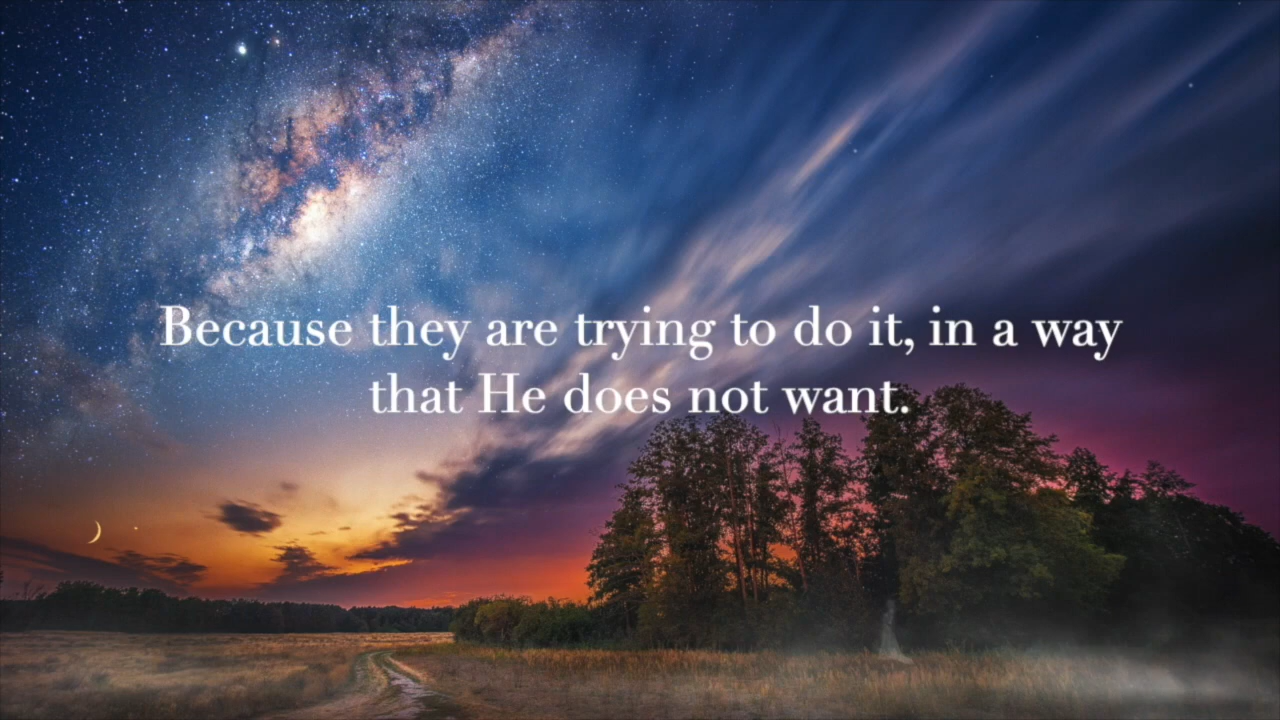 Because they are trying to do it, in a way
that He does not want.